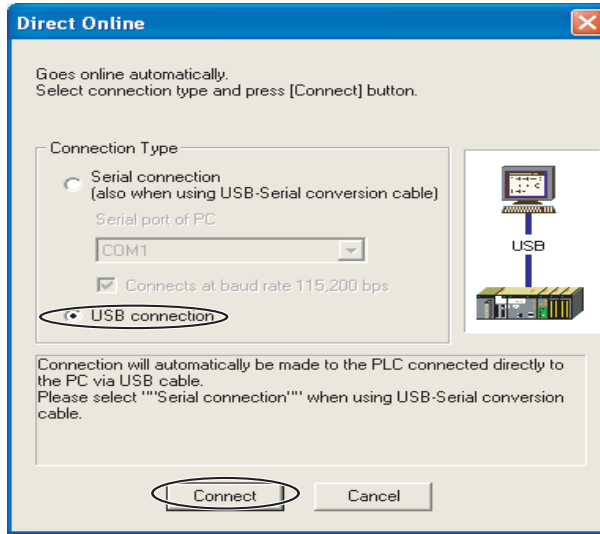 Direct Online
Goes online automatically.
Select connection type and press [Connect] button.
Connection Type
Serial connection
(also when using USB-Serial conversion cable)
Serial port of PC
COM1
Connects at baud rate 115,200 bps
USB connection
USB
Connection will automatically be made to the PLC connected directly to
the PC via USB cable.
Please select ""Serial connection"" when using USB-Serial conversion
cable.
Connect
Cancel